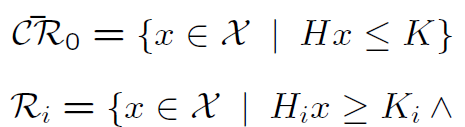 𝒞ℛ̄₀ = {x ∈ 𝒳 | Hx ≤ K}
ℛᵢ = {x ∈ 𝒳 | Hᵢx ≥ Kᵢ ∧